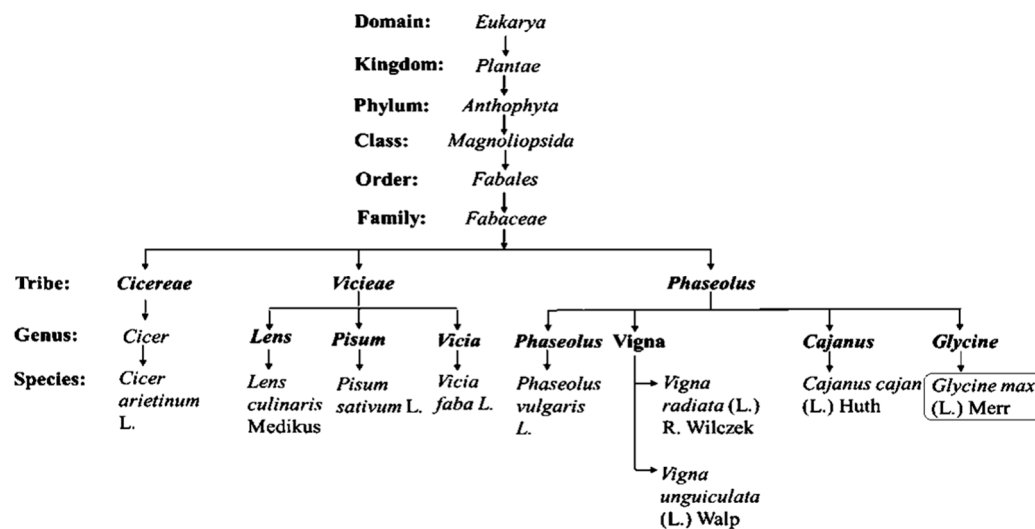 Domain: Eukarya
Kingdom: Plantae
Phylum: Anthophyta
Class: Magnoliopsida
Order: Fabales
Family: Fabaceae
Tribe: Cicereae Vicieae Phaseolus
Genus: Cicer Lens Pisum Vicia Phaseolus Vigna Cajanus Glycine
Species: Cicer arietinum L.
Lens culinaris Medikus
Pisum sativum L.
Vicia faba L.
Phaseolus vulgaris L.
Vigna radiata (L.) R. Wilczek
Vigna unguiculata (L.) Walp
Cajanus cajan (L.) Huth
Glycine max (L.) Merr